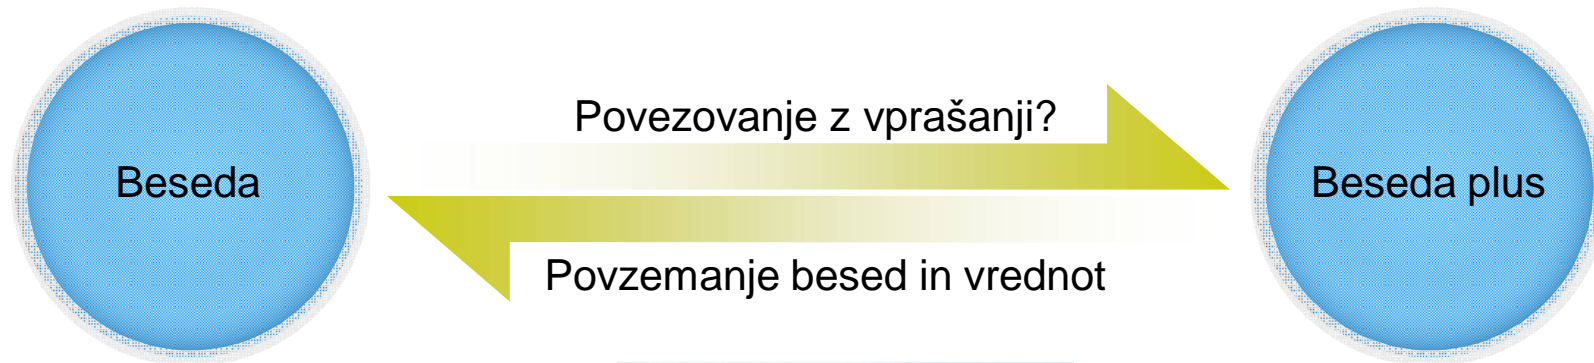 Povezovanje z vprašanji?
Beseda
Beseda plus
Povzemanje besed in vrednot